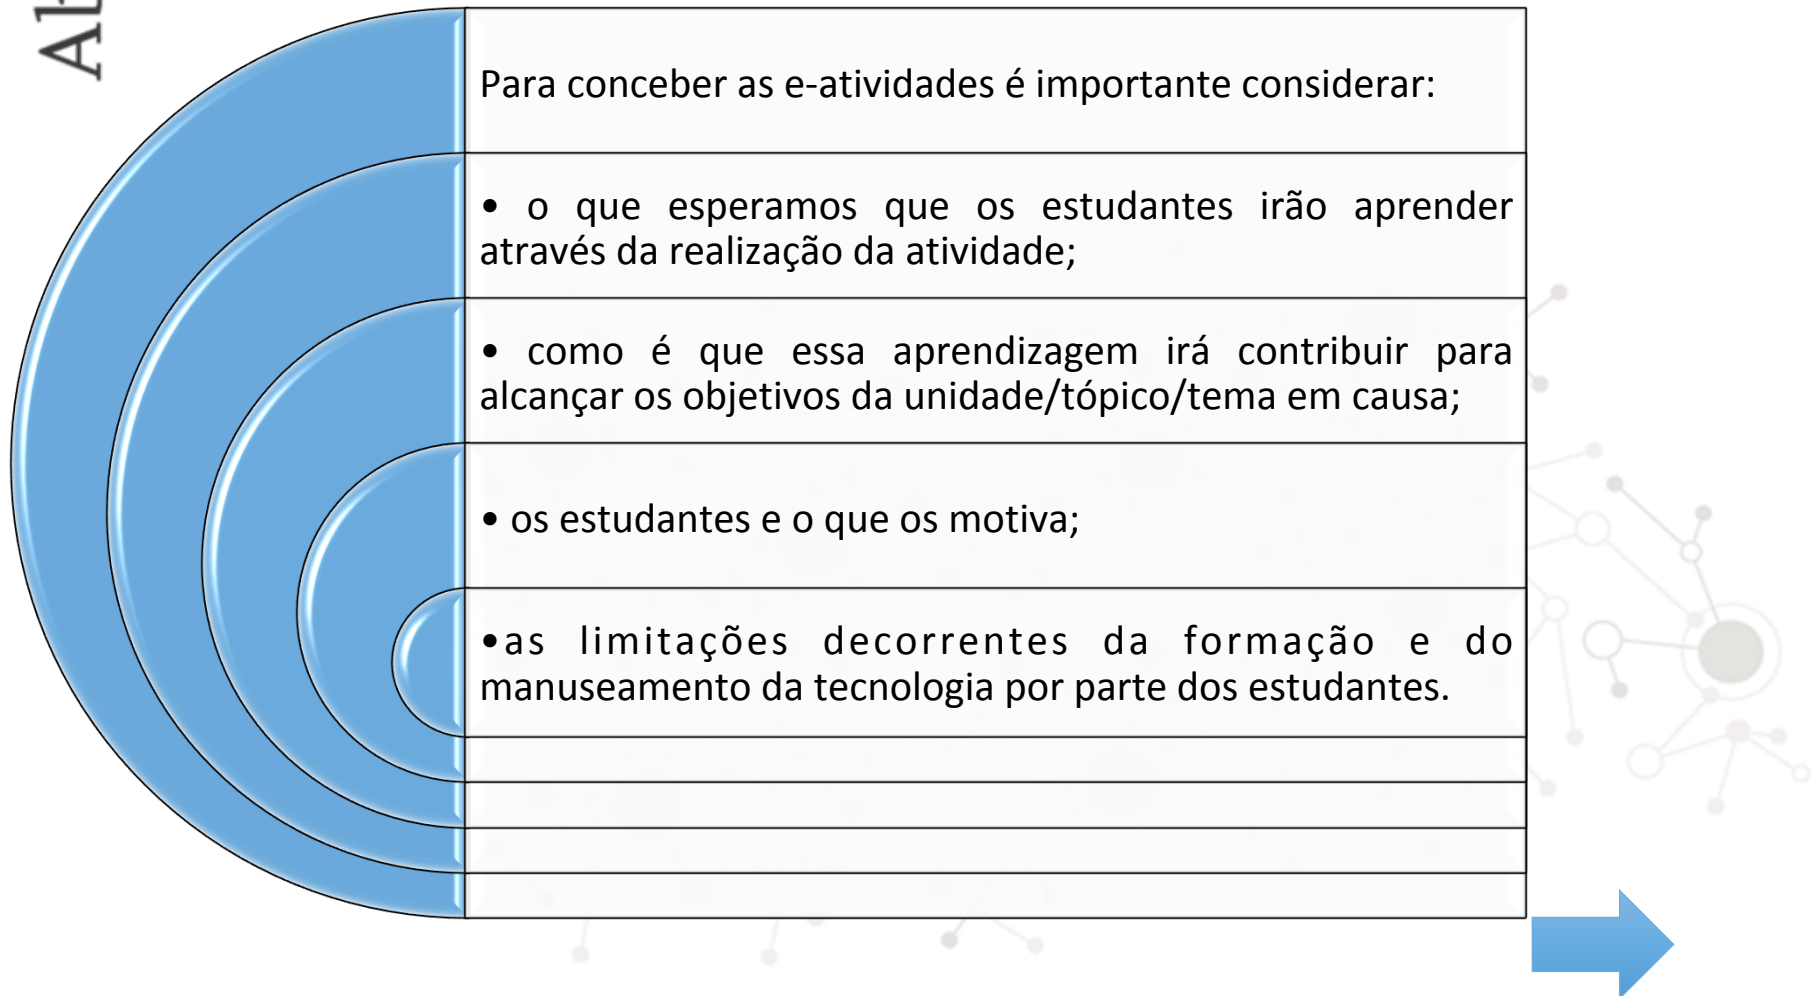 Para conceber as e-atividades é importante considerar:
• o que esperamos que os estudantes irão aprender
através da realização da atividade;
• como é que essa aprendizagem irá contribuir para
alcançar os objetivos da unidade/tópico/tema em causa;
• os estudantes e o que os motiva;
•as limitações decorrentes da formação e do
manuseamento da tecnologia por parte dos estudantes.